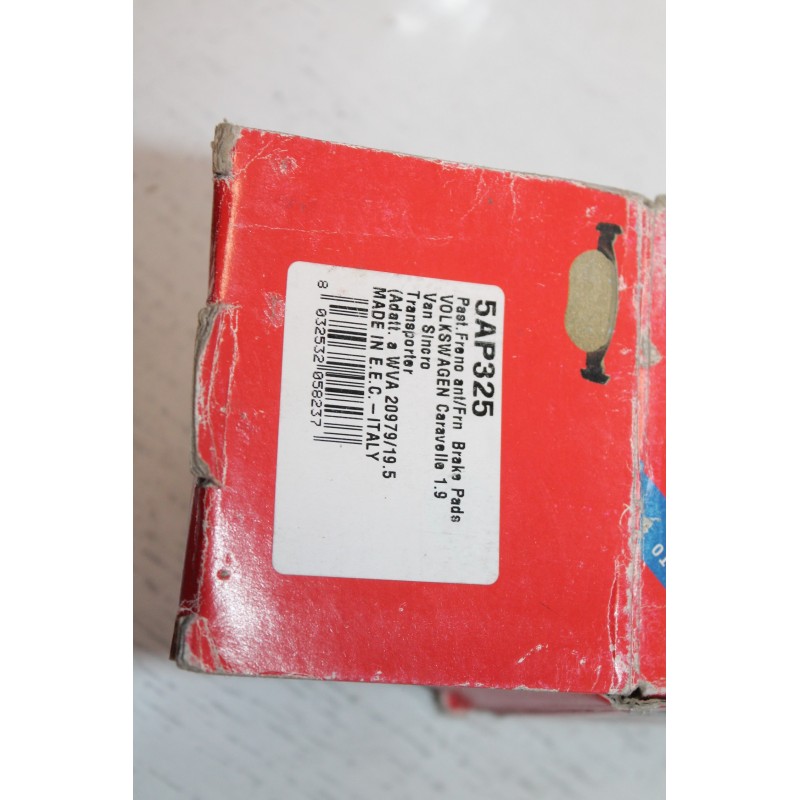 5AP325
Past.Freno ant/Frn Brake Pads
VOLKSWAGEN Caravelle 1.9
Van Sincro
Transporter
(Adatt. a WVA 20979/19.5
MADE IN E.E.C.-ITALY
8 032532 058237
TO